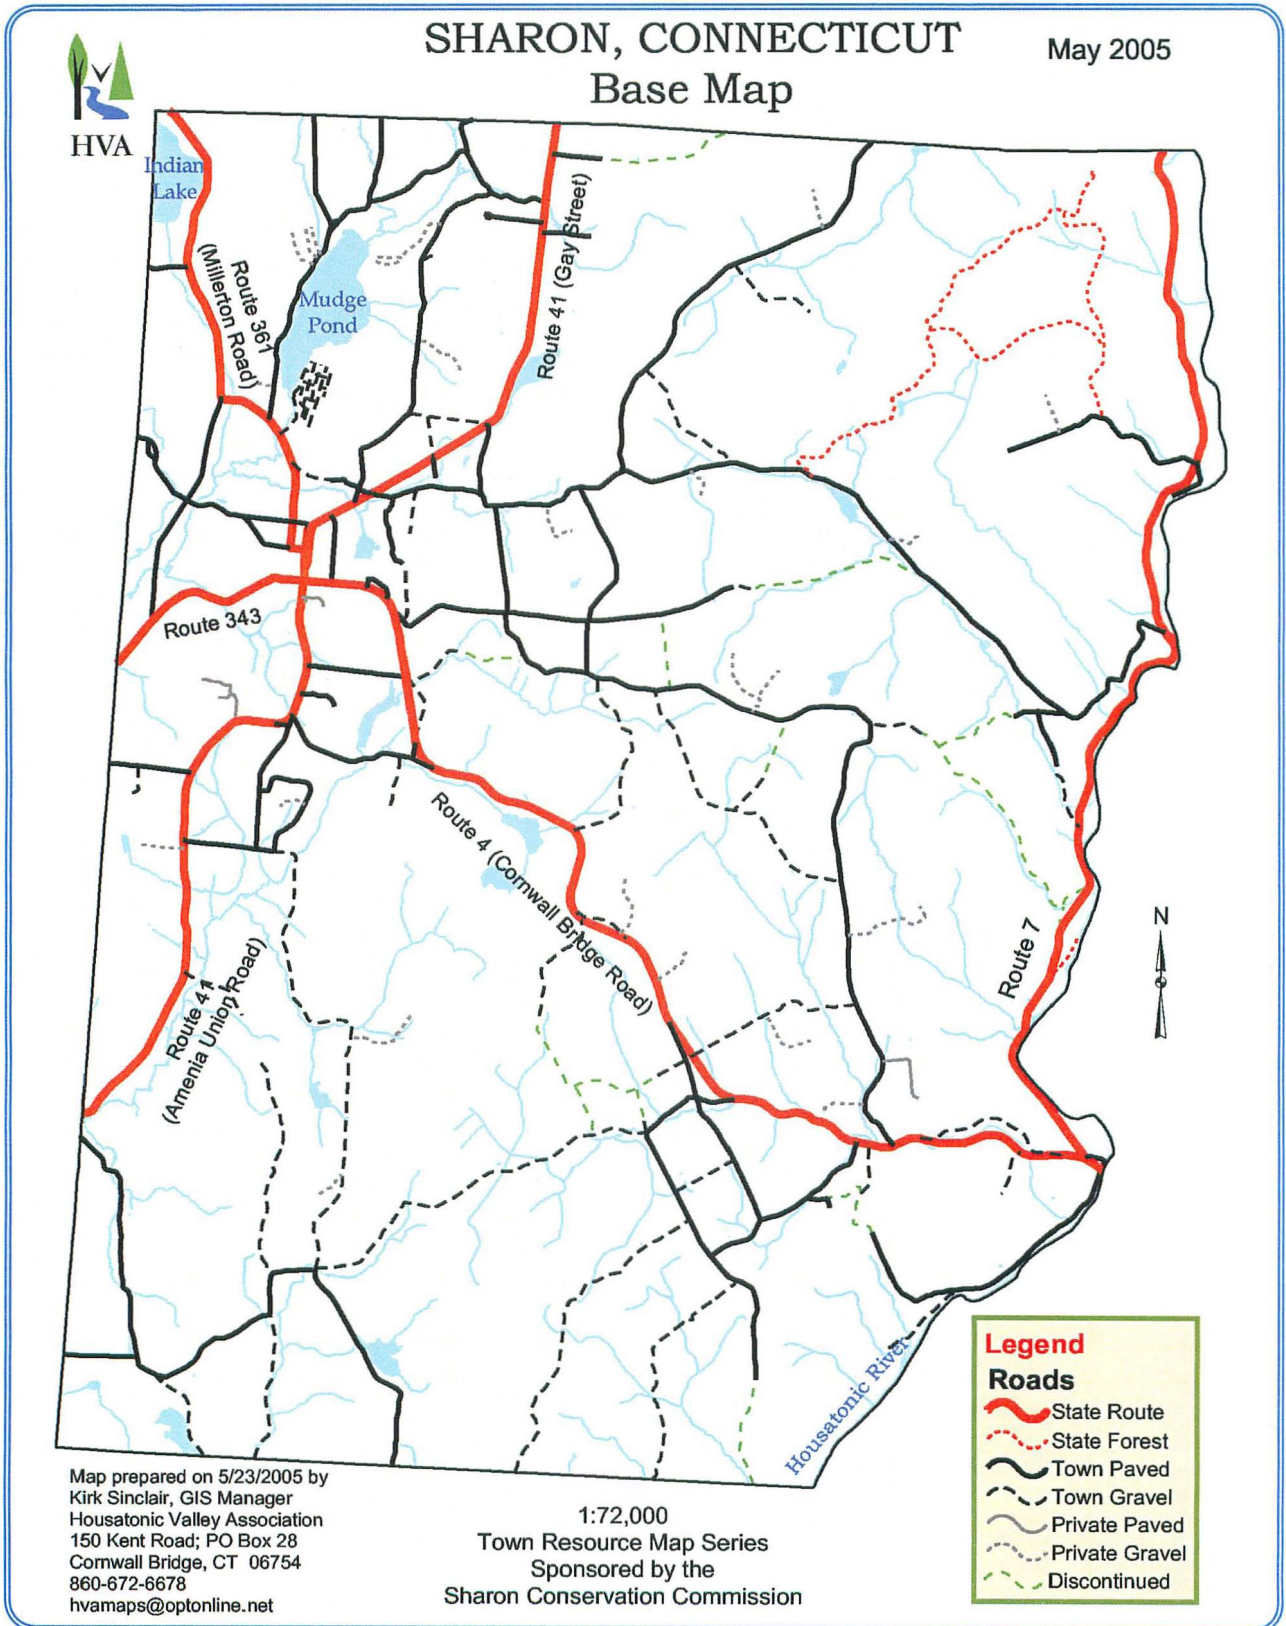 SHARON, CONNECTICUT
Base Map
May 2005
HVA
Indian
Lake
Route 361
(Millerton Road)
Mudge
Pond
Route 41 (Gay Street)
Route 343
Route 4 (Cornwall Bridge Road)
Route 7
N
Route 41
(Amenia Union Road)
Housatonic River
Legend
Roads
State Route
State Forest
Town Paved
Town Gravel
Private Paved
Private Gravel
Discontinued
Map prepared on 5/23/2005 by
Kirk Sinclair, GIS Manager
Housatonic Valley Association
150 Kent Road; PO Box 28
Cornwall Bridge, CT 06754
860-672-6678
hvamaps@optonline.net
1:72,000
Town Resource Map Series
Sponsored by the
Sharon Conservation Commission